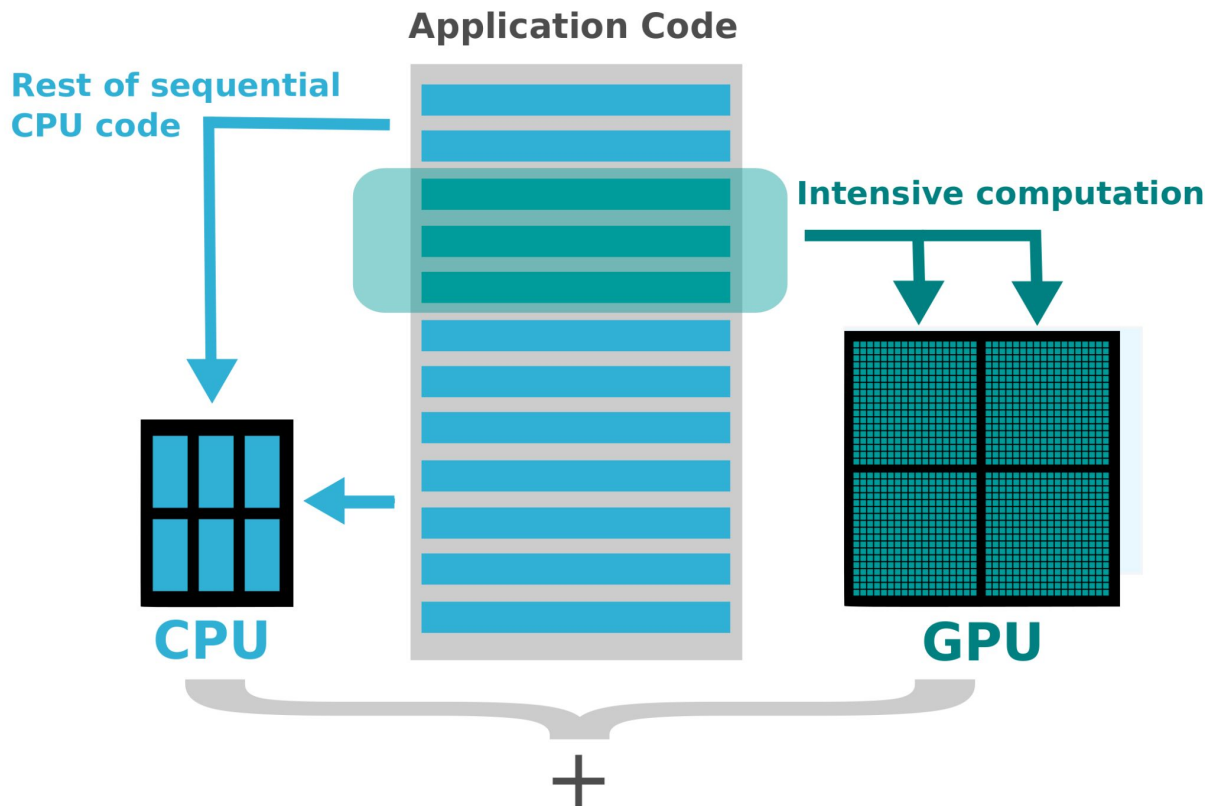 Application Code
Rest of sequential
CPU code
Intensive computation
CPU
GPU
+